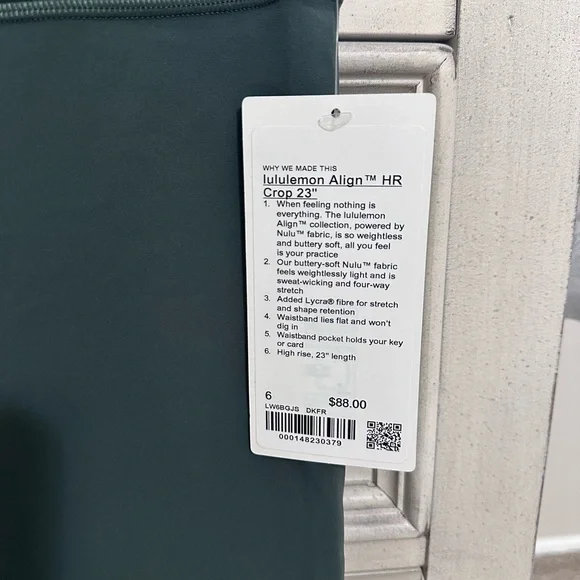 WHY WE MADE THIS
lululemon Align™ HR
Crop 23"
1. When feeling nothing is
everything. The lululemon
Align™ collection, powered by
Nulu™ fabric, is so weightless
and buttery soft, all you feel
is your practice
2. Our buttery-soft Nulu™ fabric
feels weightlessly light and is
sweat-wicking and four-way
stretch
3. Added Lycra® fibre for stretch
and shape retention
4. Waistband lies flat and won't
dig in
5. Waistband pocket holds your key
or card
6. High rise, 23" length
6 $88.00
LW6BGJS DKFR
000148230379